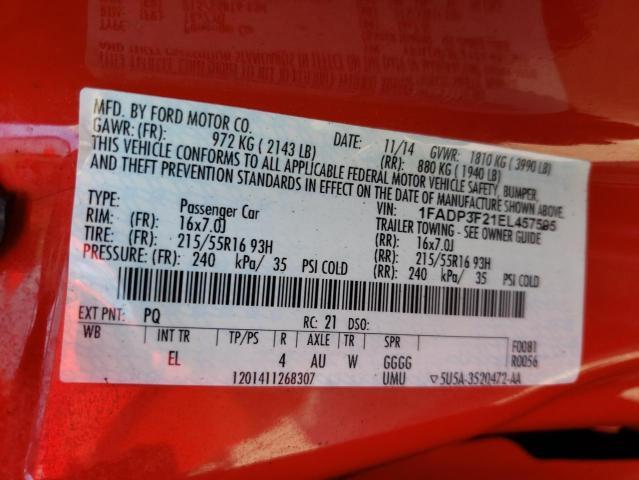 MFD. BY FORD MOTOR CO.
DATE: 11/14 GVWR: 1810 KG (3990 LB)
GAWR: (FR): 972 KG (2143 LB) (RR): 880 KG (1940 LB)
THIS VEHICLE CONFORMS TO ALL APPLICABLE FEDERAL MOTOR VEHICLE SAFETY, BUMPER,
AND THEFT PREVENTION STANDARDS IN EFFECT ON THE DATE OF MANUFACTURE SHOWN ABOVE.
VIN: 1FADP3F21EL457595
TYPE: Passenger Car TRAILER TOWING - SEE OWNER GUIDE
RIM: (FR): 16x7.0J (RR): 16x7.0J
TIRE: (FR): 215/55R16 93H (RR): 215/55R16 93H
PRESSURE: (FR): 240 kPa/ 35 PSI COLD (RR): 240 kPa/ 35 PSI COLD
EXT PNT: PQ RC: 21 DSO:
WB INT TR TP/PS R AXLE TR SPR F0081
EL 4 AU W GGGG R0056
1201411268307 UMU ▽5U5A-3520472-AA